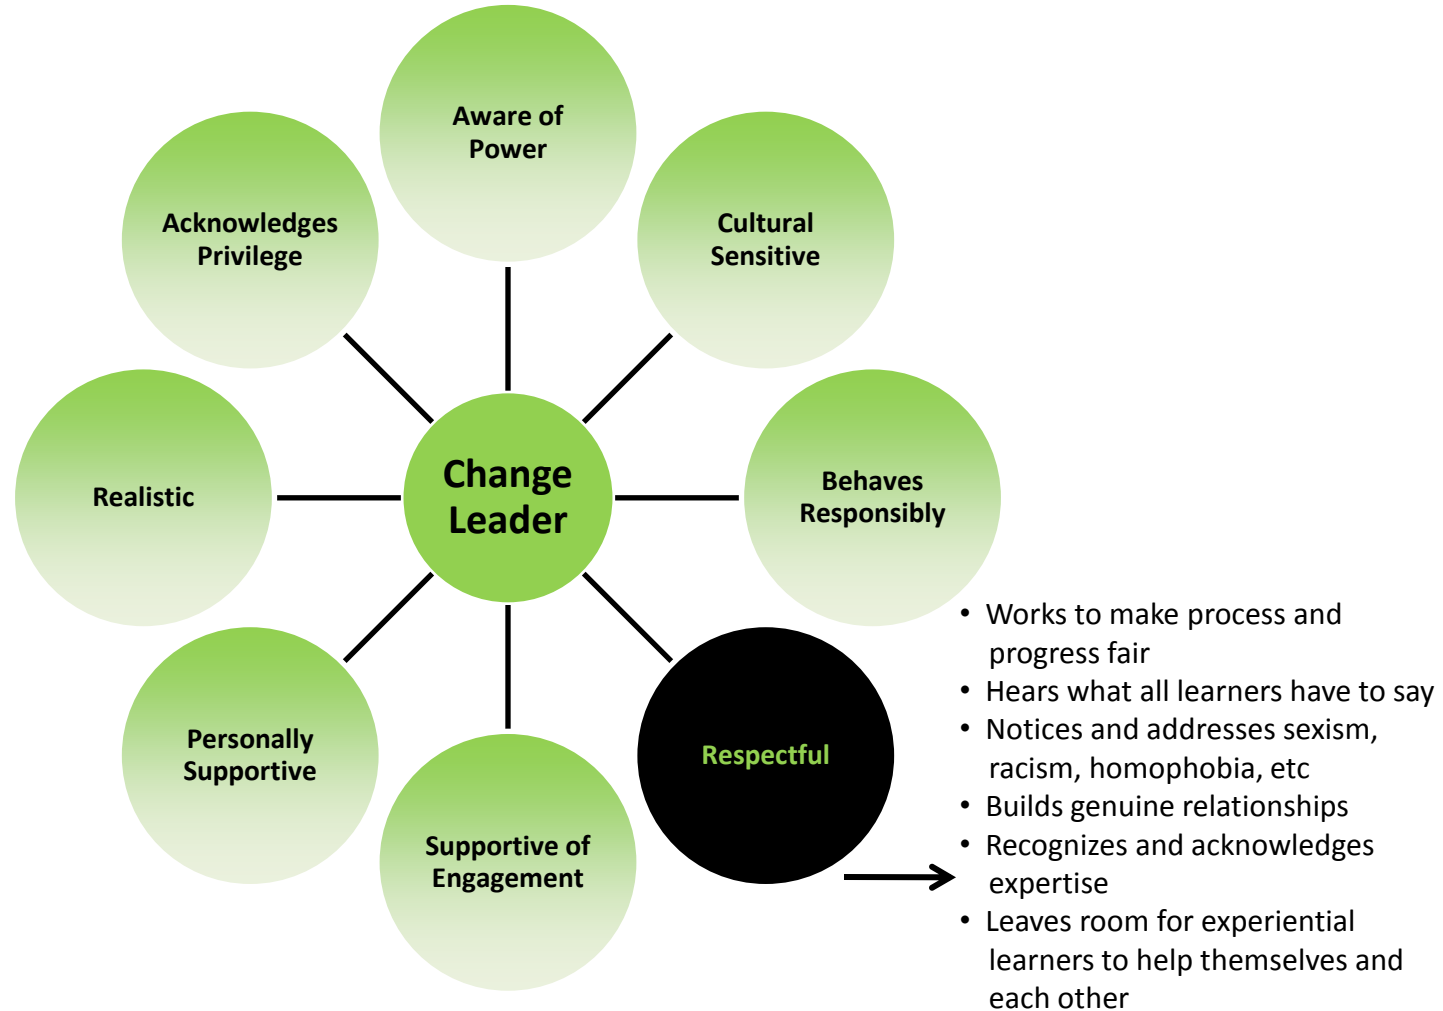 Aware of
Power
Acknowledges
Privilege
Cultural
Sensitive
Realistic
Change
Leader
Behaves
Responsibly
Personally
Supportive
Respectful
Supportive of
Engagement
• Works to make process and
progress fair
• Hears what all learners have to say
• Notices and addresses sexism,
racism, homophobia, etc
• Builds genuine relationships
• Recognizes and acknowledges
expertise
• Leaves room for experiential
learners to help themselves and
each other